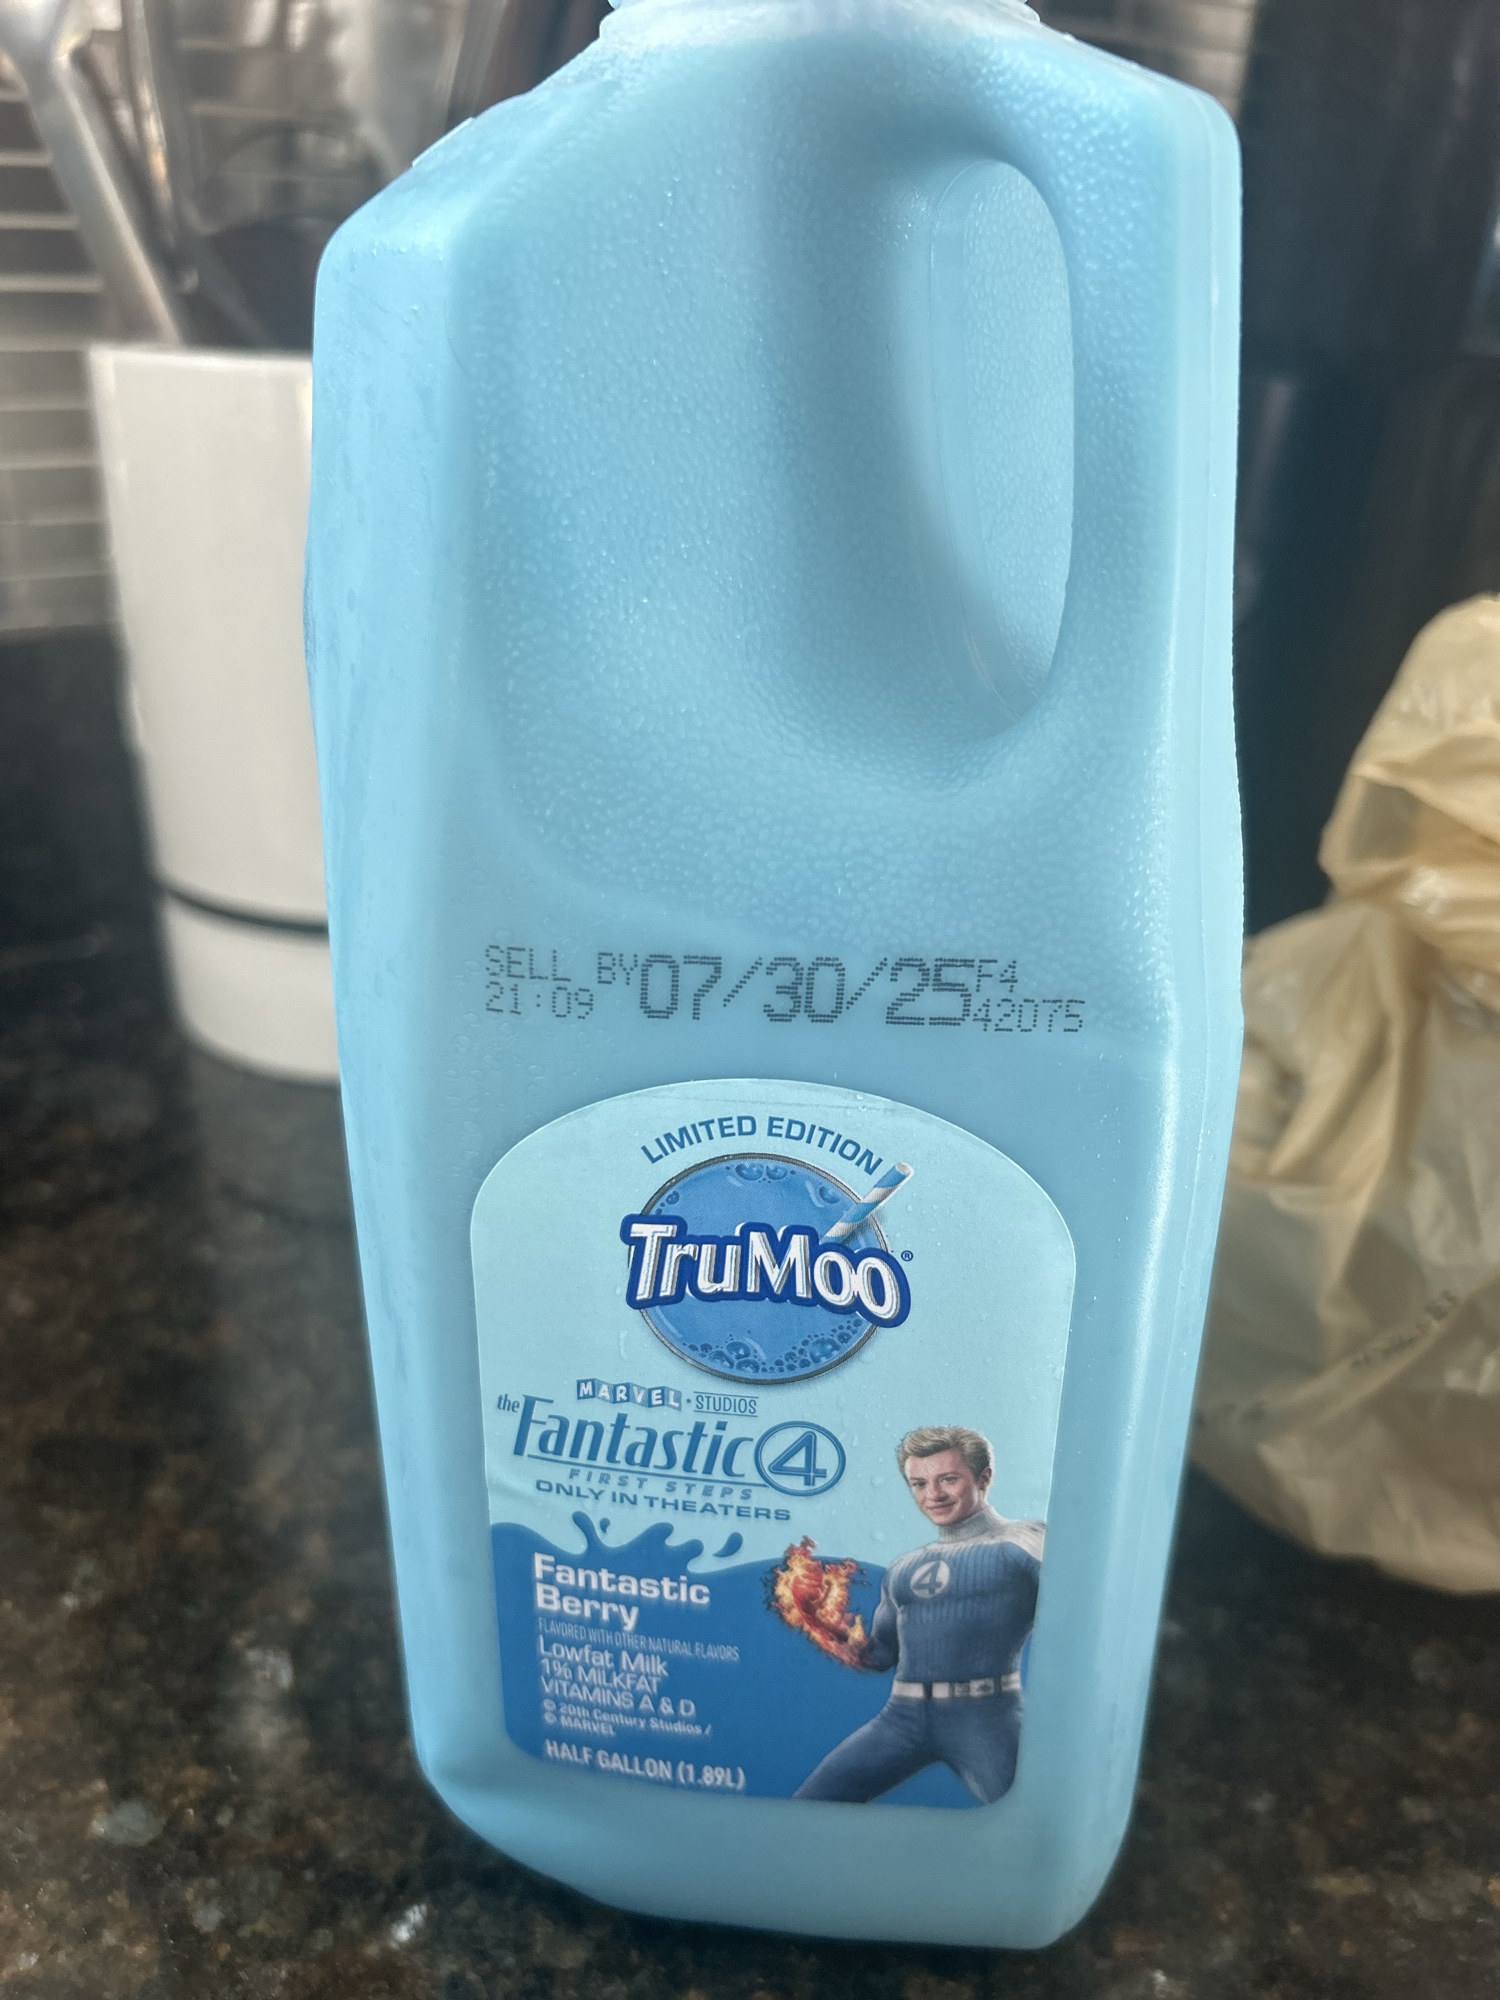 SELL BY 07/30/25 F4
21:09 42075
LIMITED EDITION
TruMoo®
MARVEL STUDIOS
the Fantastic 4
FIRST STEPS
ONLY IN THEATERS
4
Fantastic
Berry
FLAVORED WITH OTHER NATURAL FLAVORS
Lowfat Milk
1% MILKFAT
VITAMINS A & D
© 20th Century Studios /
© MARVEL
HALF GALLON (1.89L)